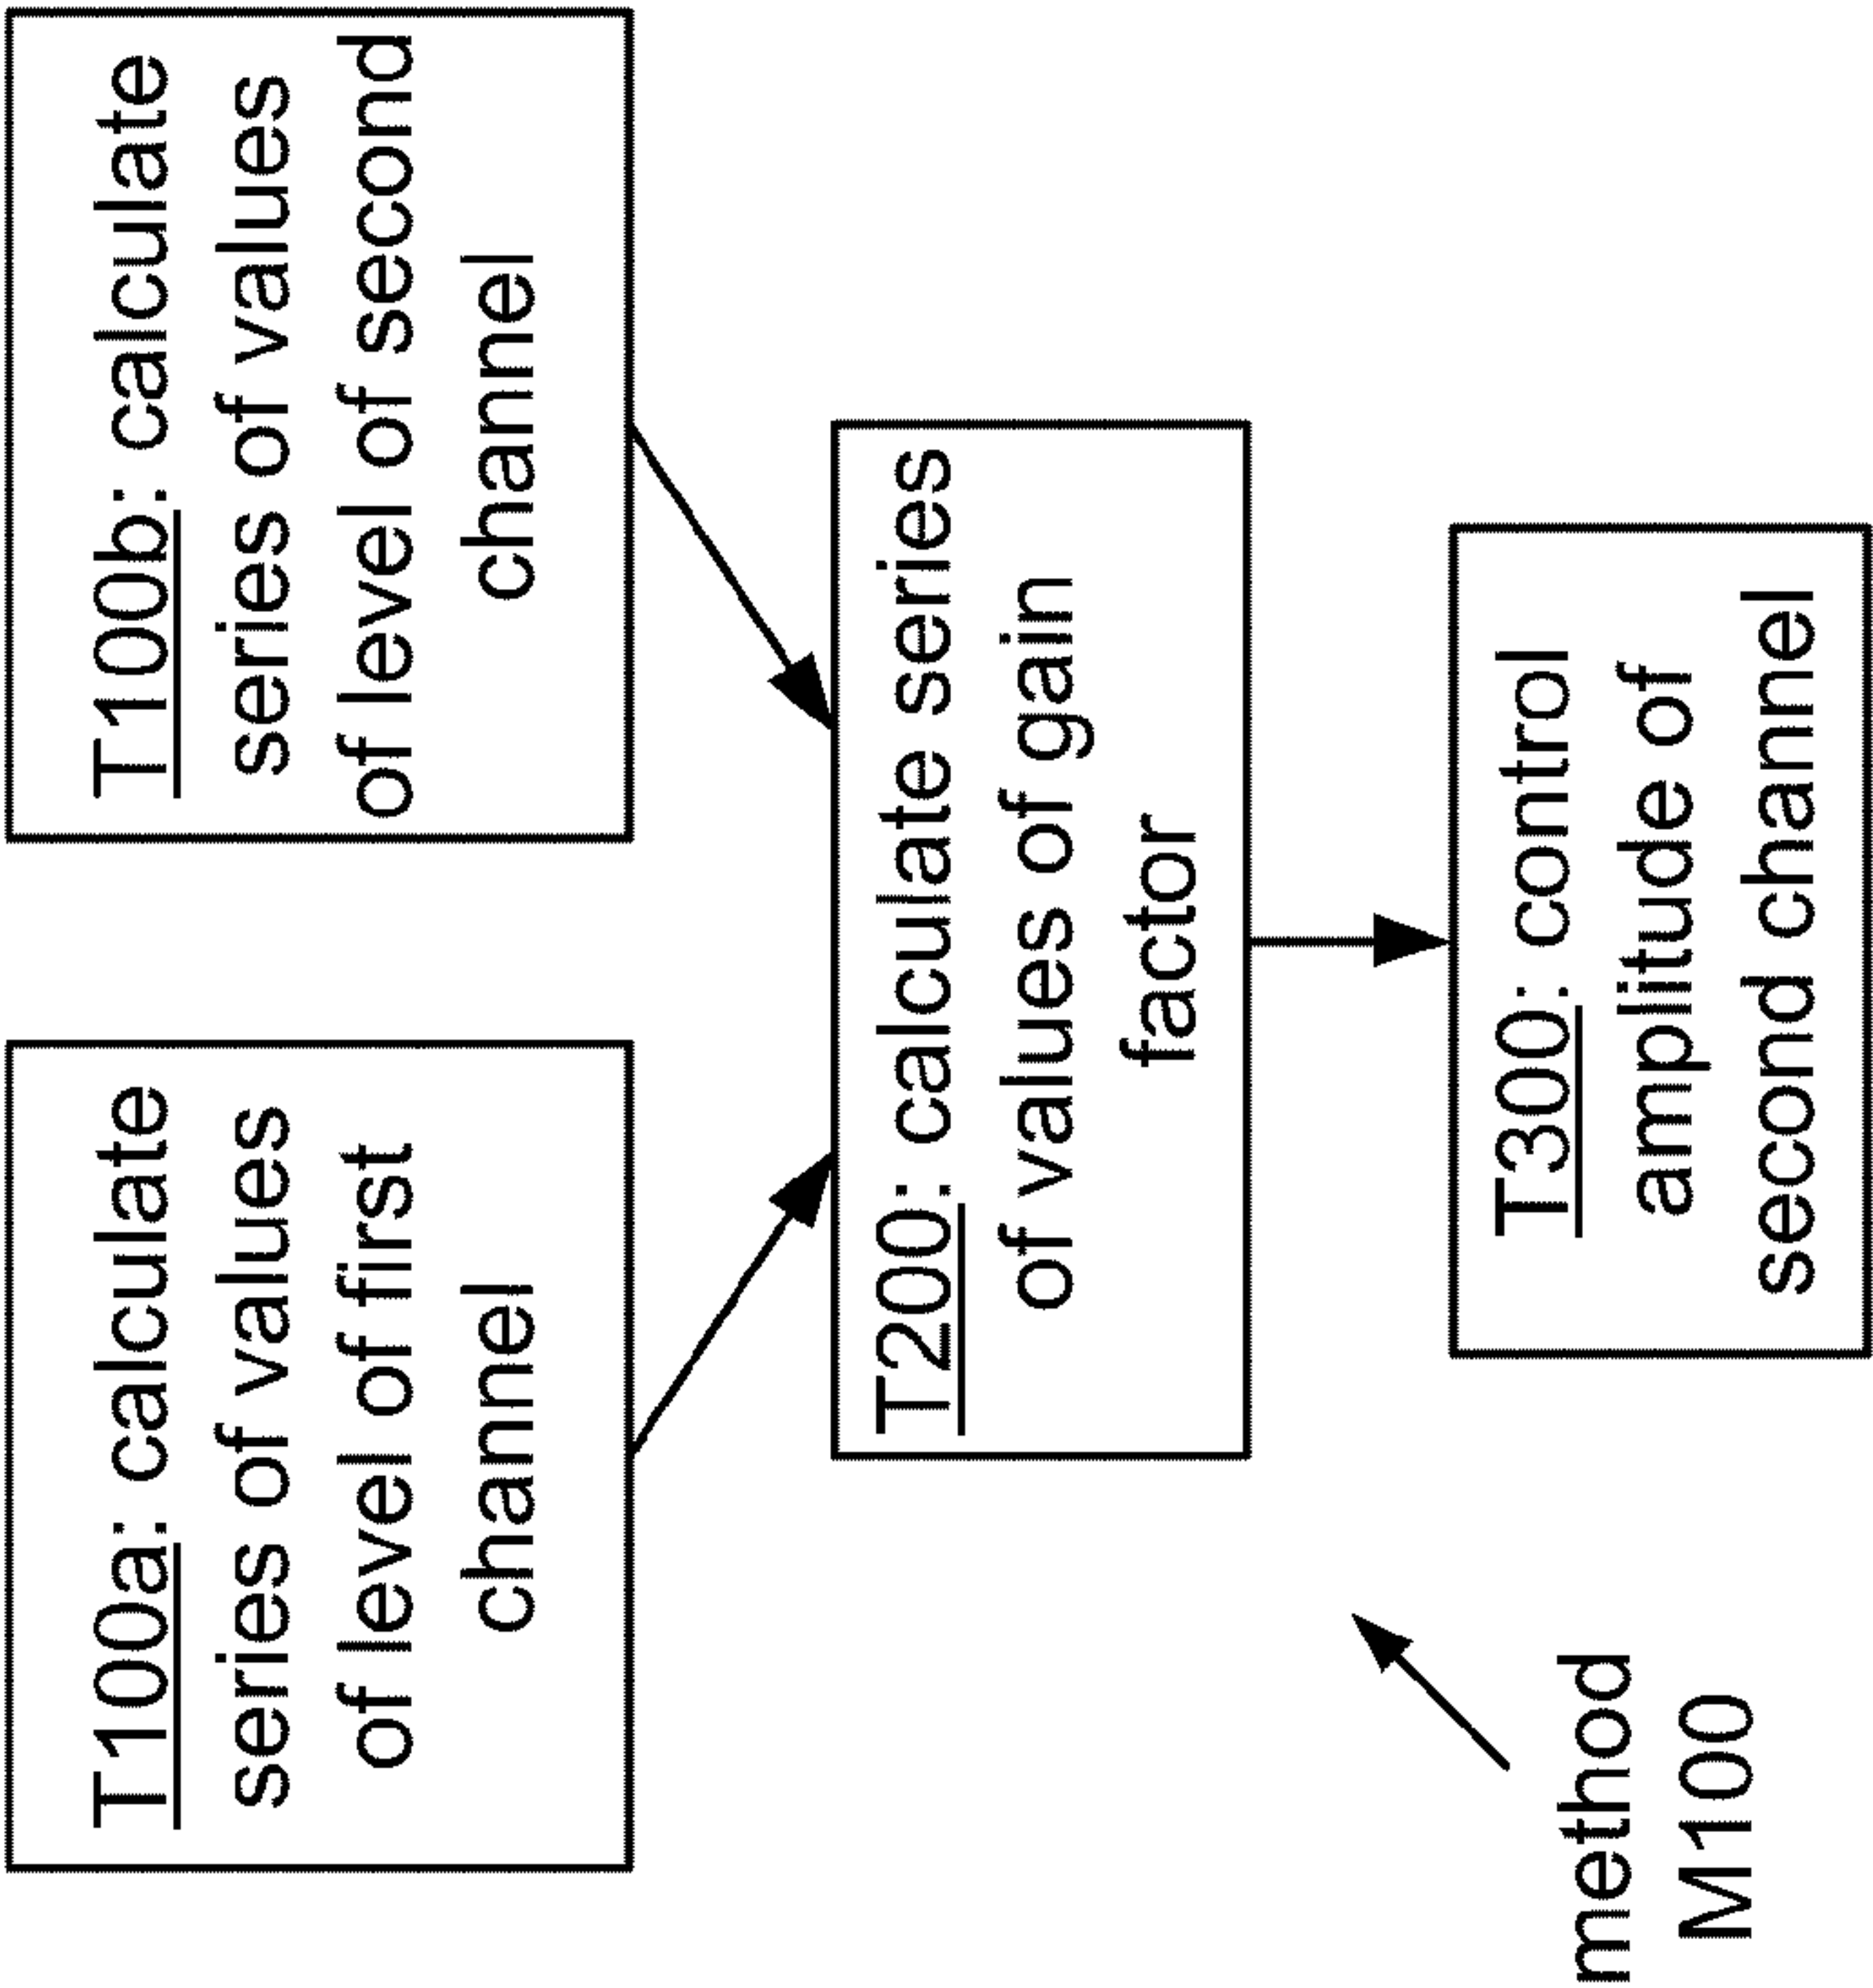 T100a: calculate
series of values
of level of first
channel
T100b: calculate
series of values
of level of second
channel
T200: calculate series
of values of gain
factor
T300: control
amplitude of
second channel
method
M100